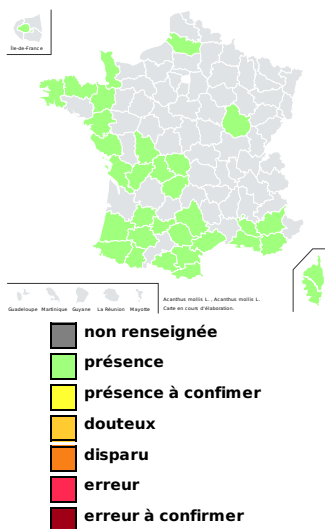 Île-de-France
Guadeloupe Martinique Guyane La Réunion Mayotte
Acanthus mollis L. , Acanthus mollis L.
Carte en cours d'élaboration.
non renseignée
présence
présence à confimer
douteux
disparu
erreur
erreur à confirmer